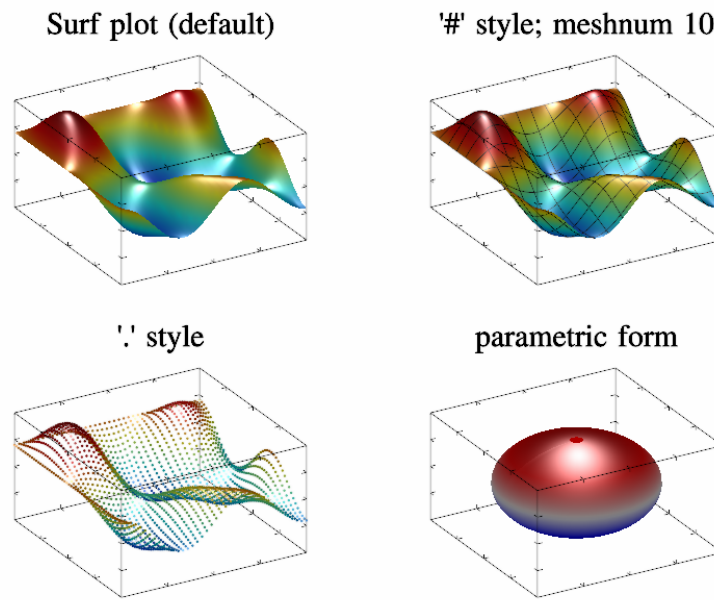 Surf plot (default)
'#' style; meshnum 10
'.' style
parametric form